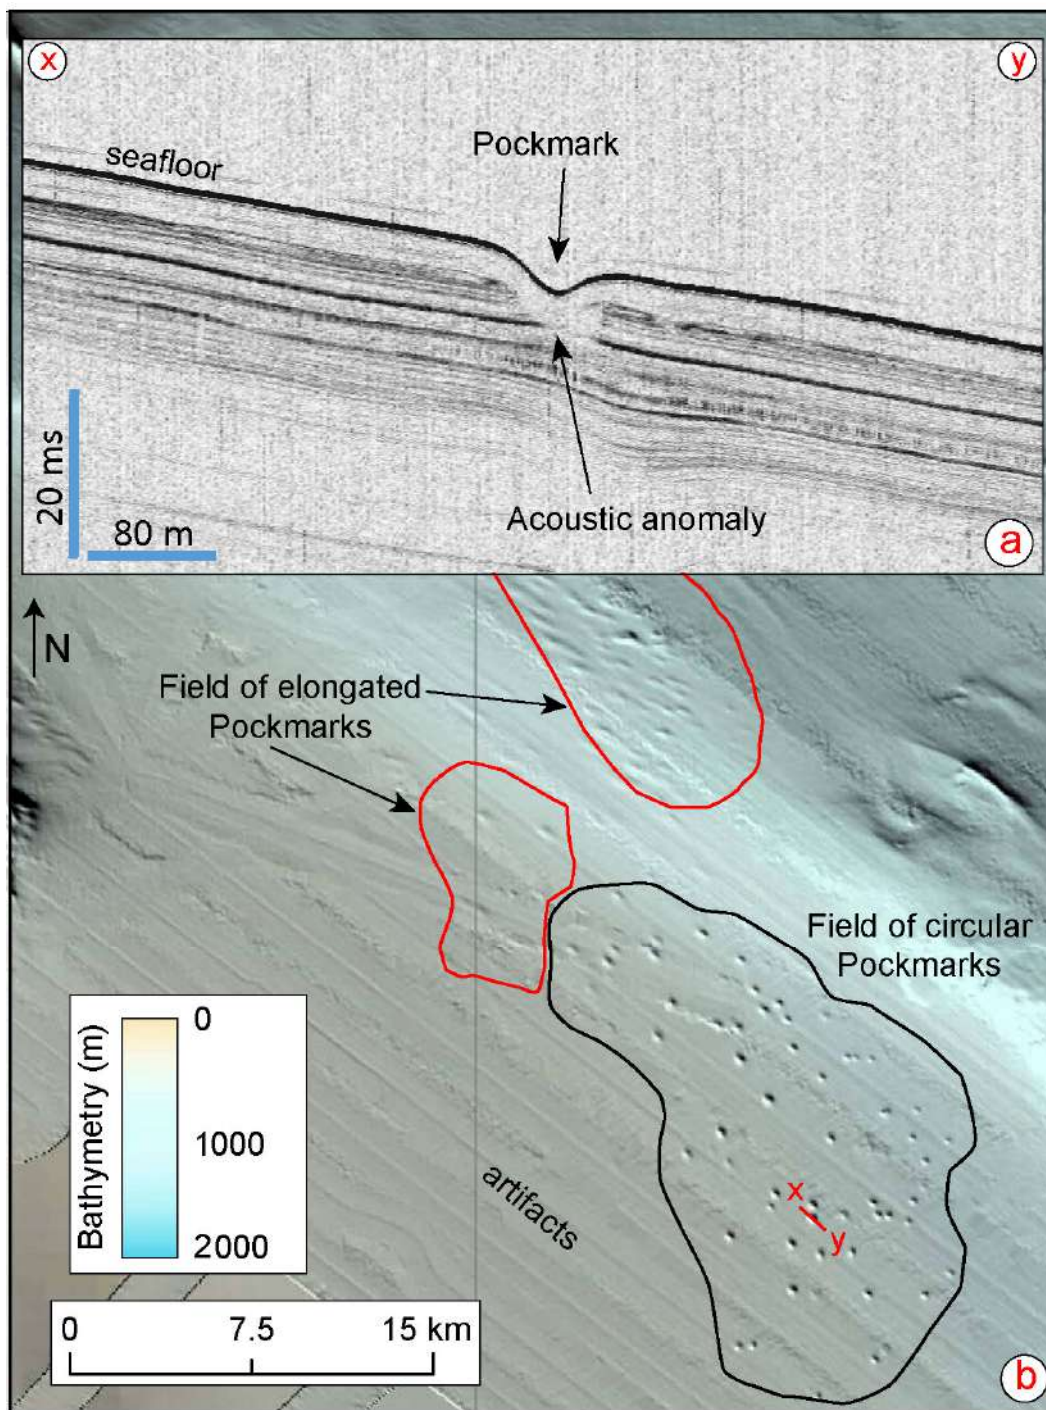 x
y
Pockmark
seafloor
20 ms
80 m
Acoustic anomaly
a
N
Field of elongated
Pockmarks
Field of circular
Pockmarks
Bathymetry (m)
0
1000
2000
artifacts
x
y
0 7.5 15 km
b